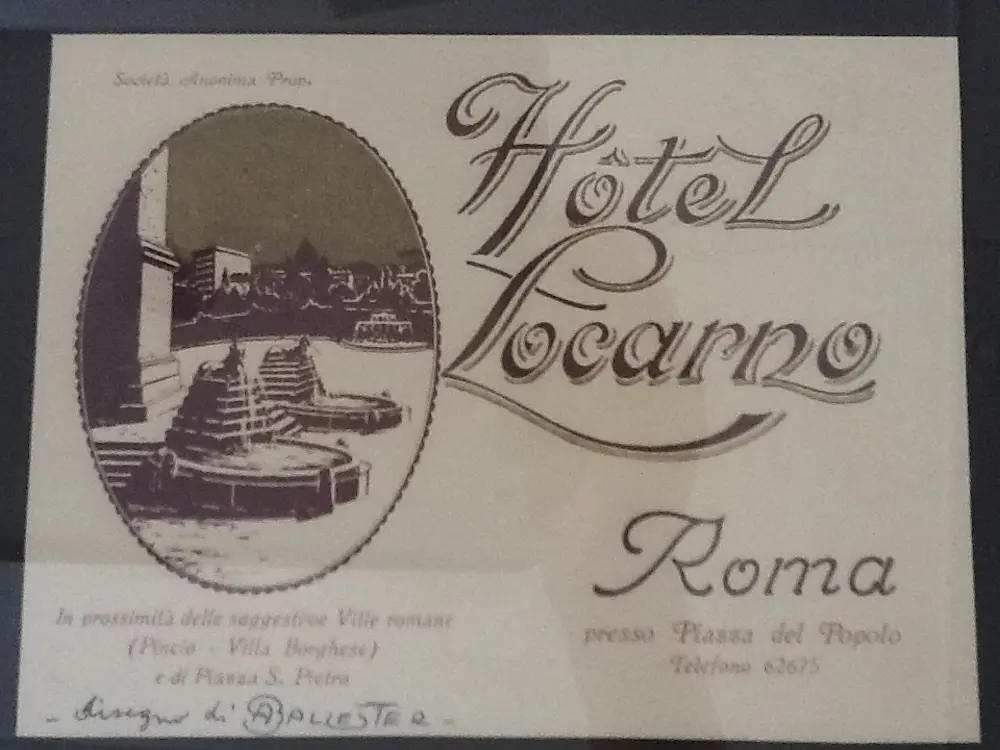 Società Anonima Prop.
Hôtel
Locarno
Roma
presso Piazza del Popolo
Telefono 62675
In prossimità delle suggestive Ville romane
(Pincio - Villa Borghese)
e di Piazza S. Pietro
- disegno di (A)BALLESTER -